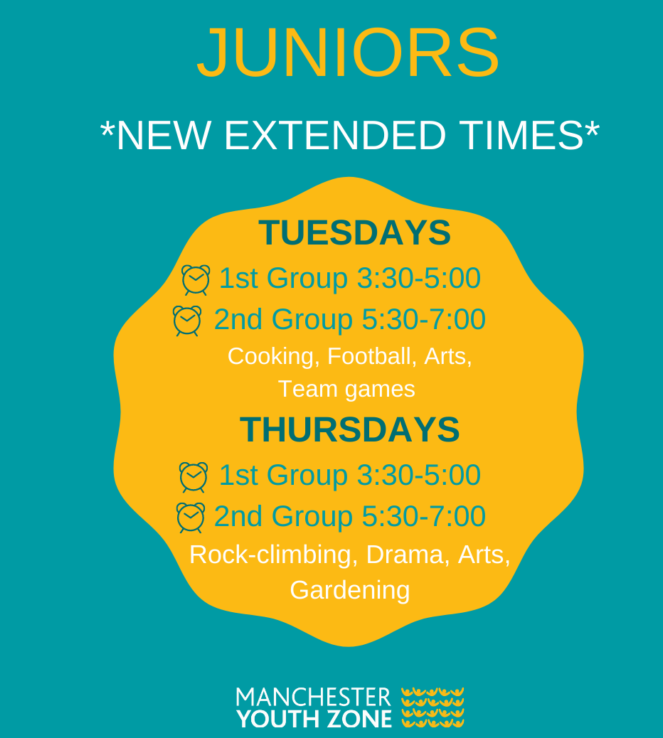 JUNIORS
*NEW EXTENDED TIMES*
TUESDAYS
1st Group 3:30-5:00
2nd Group 5:30-7:00
Cooking, Football, Arts,
Team games
THURSDAYS
1st Group 3:30-5:00
2nd Group 5:30-7:00
Rock-climbing, Drama, Arts,
Gardening
MANCHESTER
YOUTH ZONE